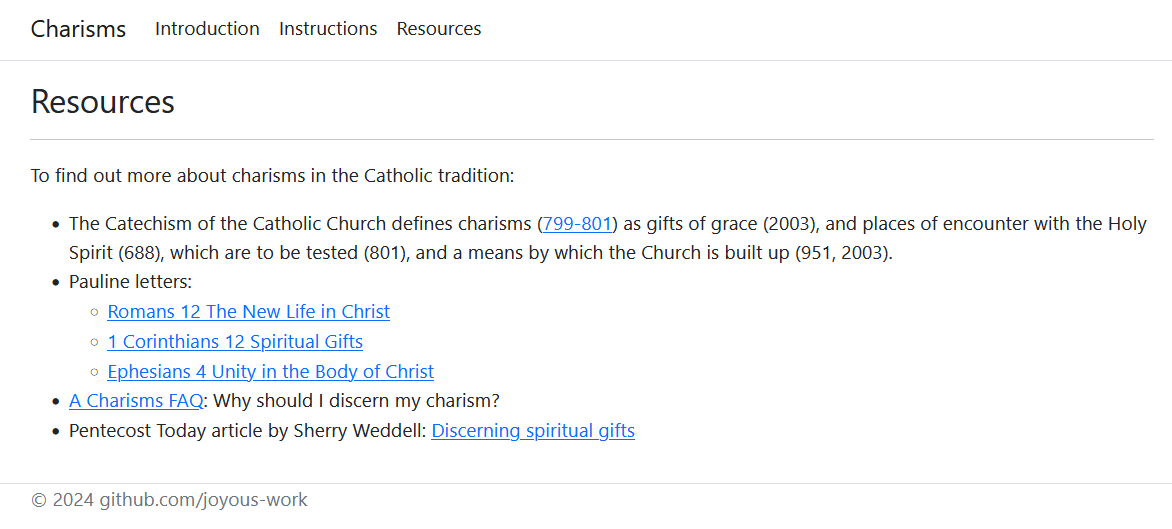 Charisms Introduction Instructions Resources
Resources
To find out more about charisms in the Catholic tradition:
The Catechism of the Catholic Church defines charisms (799-801) as gifts of grace (2003), and places of encounter with the Holy
Spirit (688), which are to be tested (801), and a means by which the Church is built up (951, 2003).
Pauline letters:
Romans 12 The New Life in Christ
1 Corinthians 12 Spiritual Gifts
Ephesians 4 Unity in the Body of Christ
A Charisms FAQ: Why should I discern my charism?
Pentecost Today article by Sherry Weddell: Discerning spiritual gifts
© 2024 github.com/joyous-work